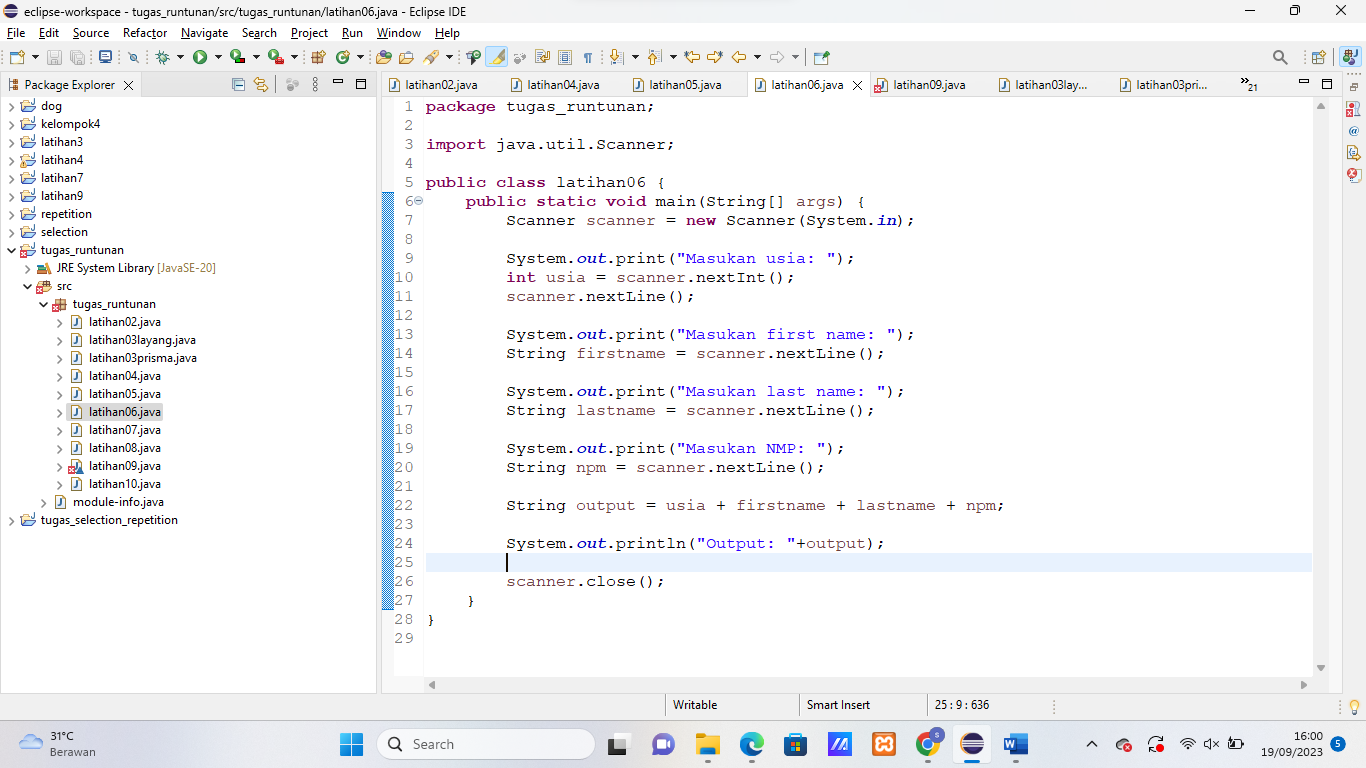 eclipse-workspace - tugas_runtunan/src/tugas_runtunan/latihan06.java - Eclipse IDE
File Edit Source Refactor Navigate Search Project Run Window Help
Package Explorer
dog
kelompok4
latihan3
latihan4
latihan7
latihan9
repetition
selection
tugas_runtunan
JRE System Library [JavaSE-20]
src
tugas_runtunan
latihan02.java
latihan03layang.java
latihan03prisma.java
latihan04.java
latihan05.java
latihan06.java
latihan07.java
latihan08.java
latihan09.java
latihan10.java
module-info.java
tugas_selection_repetition
latihan02.java latihan04.java latihan05.java latihan06.java latihan09.java latihan03lay... latihan03pri... 21
1 package tugas_runtunan;
2
3 import java.util.Scanner;
4
5 public class latihan06 {
6 public static void main(String[] args) {
7 Scanner scanner = new Scanner(System.in);
8
9 System.out.print("Masukan usia: ");
10 int usia = scanner.nextInt();
11 scanner.nextLine();
12
13 System.out.print("Masukan first name: ");
14 String firstname = scanner.nextLine();
15
16 System.out.print("Masukan last name: ");
17 String lastname = scanner.nextLine();
18
19 System.out.print("Masukan NMP: ");
20 String npm = scanner.nextLine();
21
22 String output = usia + firstname + lastname + npm;
23
24 System.out.println("Output: "+output);
25
26 scanner.close();
27 }
28 }
29
Writable Smart Insert 25 : 9 : 636
31°C
Berawan
Search
S
16:00
19/09/2023
5